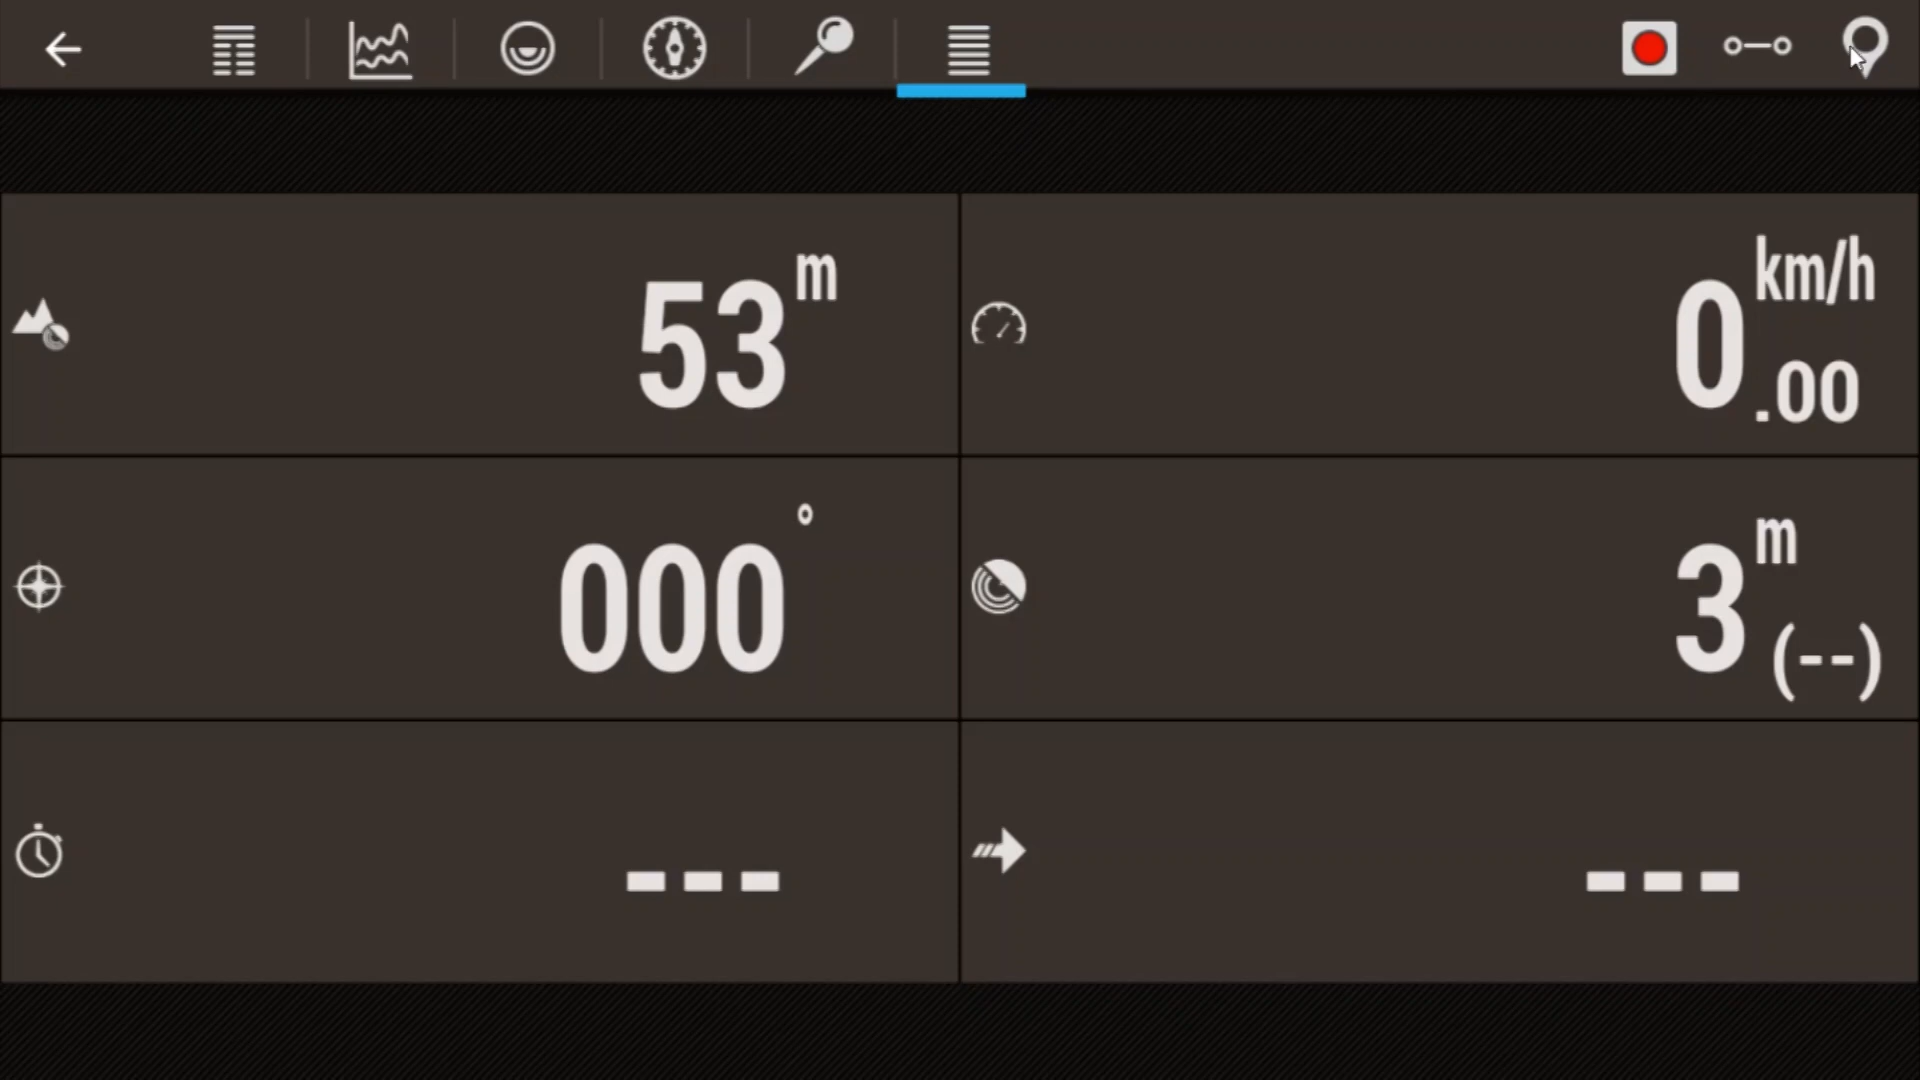 53 m
0.00 km/h
000 °
3 m (--)
---
---